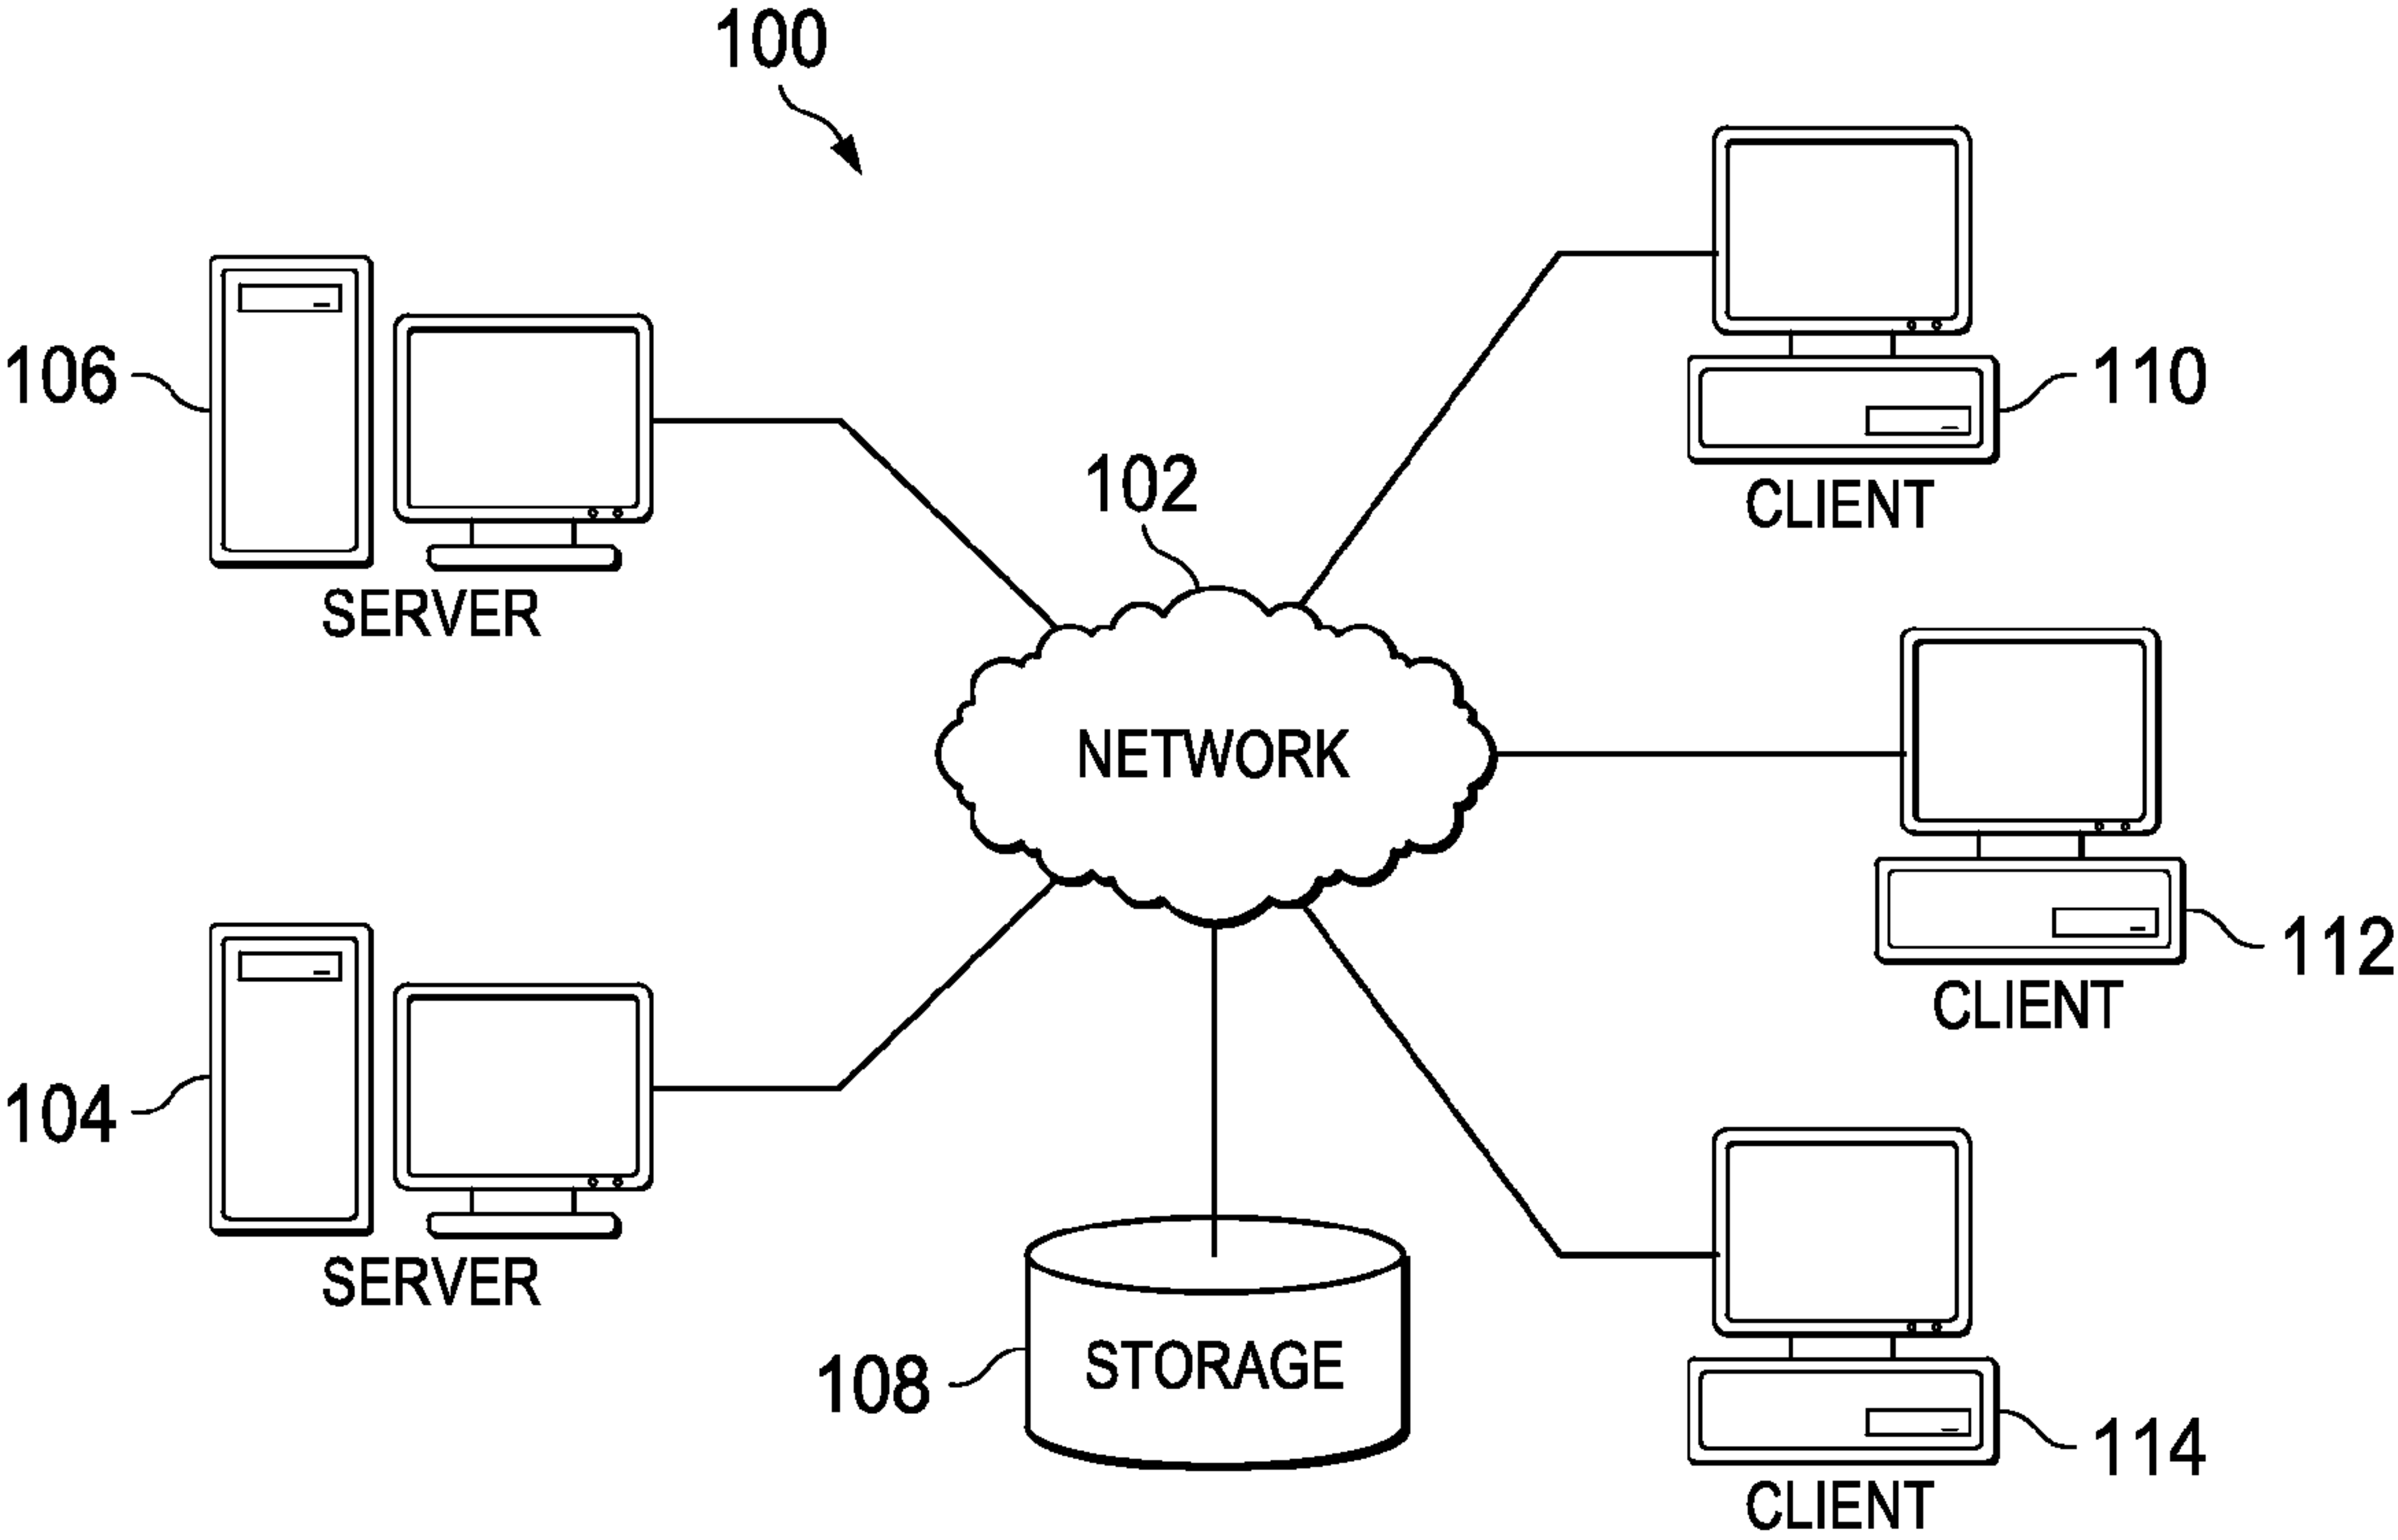 100
106
SERVER
110
CLIENT
102
NETWORK
112
CLIENT
104
SERVER
108
STORAGE
114
CLIENT